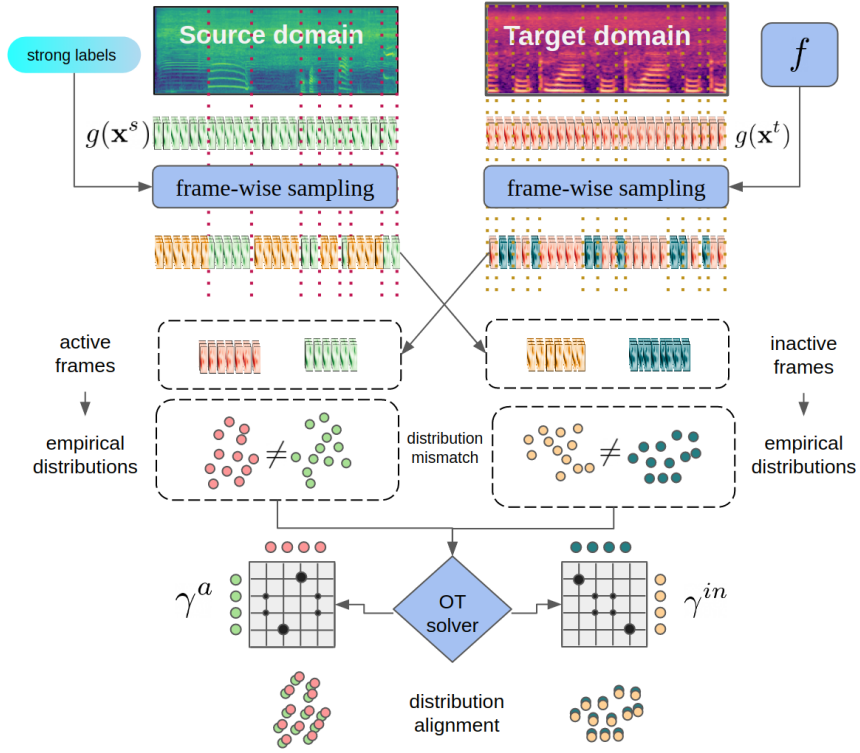 Source domain
Target domain
strong labels
f
g(x^s)
g(x^t)
frame-wise sampling
frame-wise sampling
active
frames
inactive
frames
empirical
distributions
≠
distribution
mismatch
≠
empirical
distributions
γ^a
OT
solver
γ^{in}
distribution
alignment